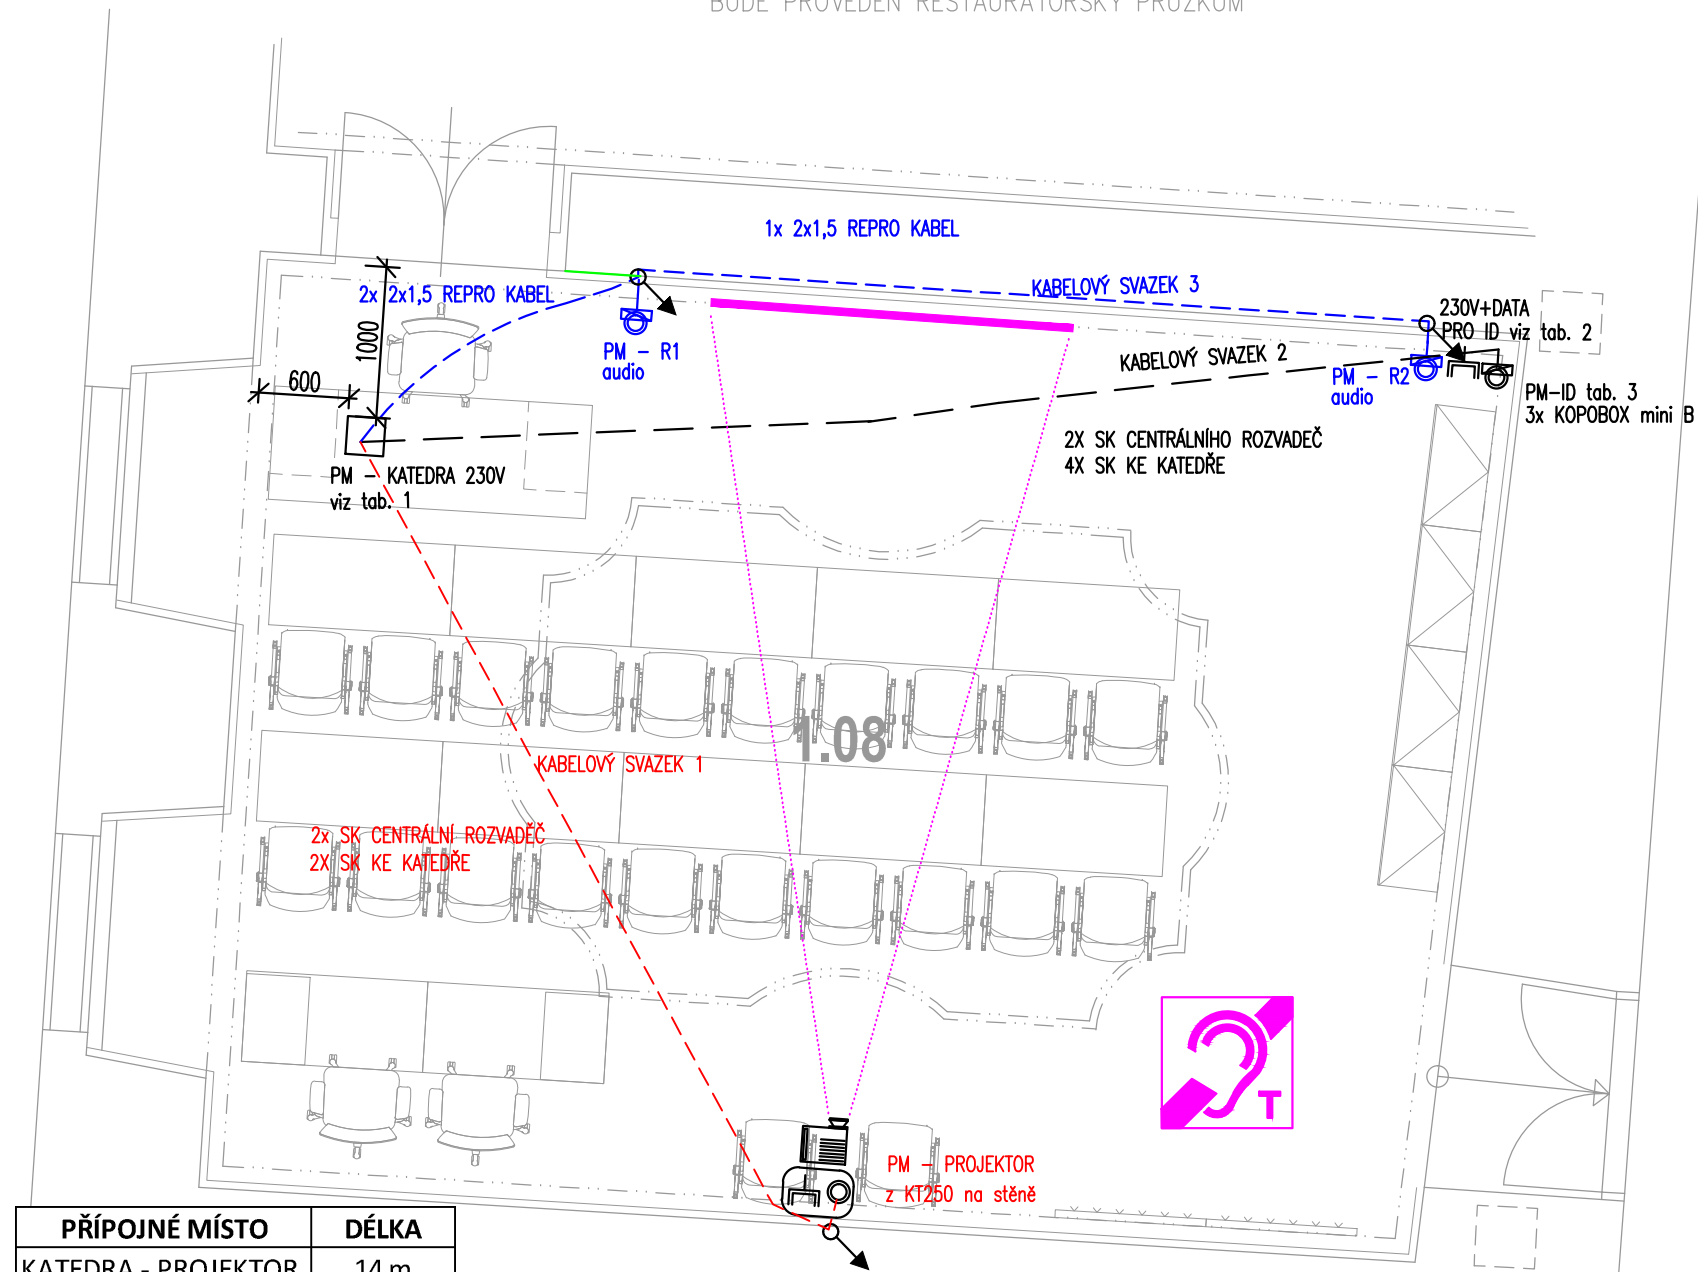 BUDE PROVEDEN RESTAURÁTORSKÝ PRŮZKUM
1x 2x1,5 REPRO KABEL
2x 2x1,5 REPRO KABEL
KABELOVÝ SVAZEK 3
1000
600
PM - R1
audio
230V+DATA
PRO ID viz tab. 2
KABELOVÝ SVAZEK 2
PM - R2
audio
PM-ID tab. 3
3x KOPOBOX mini B
2X SK CENTRÁLNÍHO ROZVADEČ
4X SK KE KATEDŘE
PM - KATEDRA 230V
viz tab. 1
1.08
KABELOVÝ SVAZEK 1
2x SK CENTRÁLNÍ ROZVADĚČ
2X SK KE KATEDŘE
T
PM - PROJEKTOR
z KT250 na stěně
PŘÍPOJNÉ MÍSTO DÉLKA
KATEDRA - PROJEKTOR 14 m